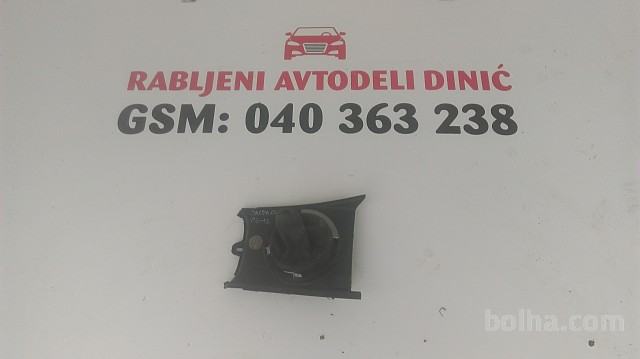 RABLJENI AVTODELI DINIĆ
GSM: 040 363 238
bolha.com